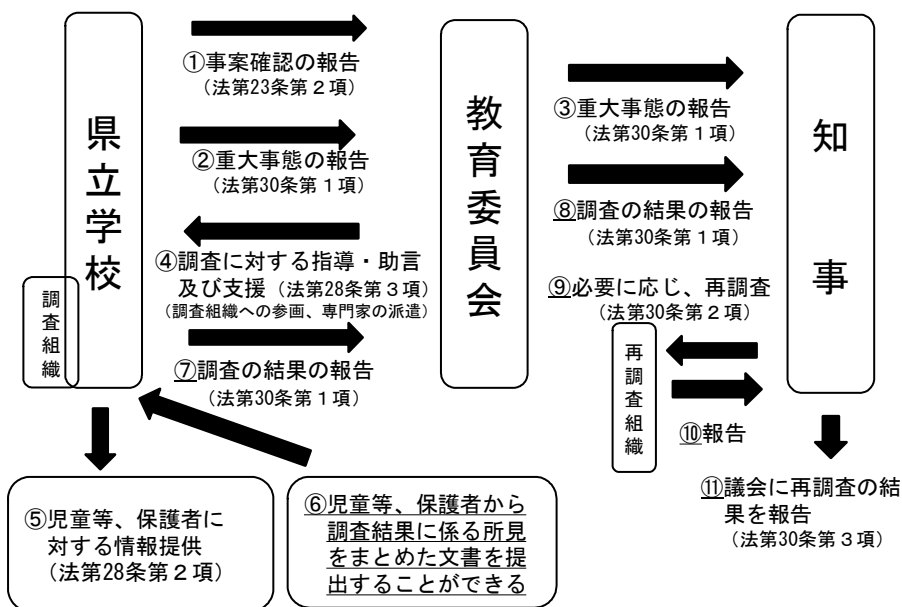 県立学校
調査組織
教育委員会
知事
①事案確認の報告
（法第23条第２項）
②重大事態の報告
（法第30条第１項）
③重大事態の報告
（法第30条第１項）
④調査に対する指導・助言
及び支援（法第28条第３項）
（調査組織への参画、専門家の派遣）
⑤児童等、保護者に
対する情報提供
（法第28条第２項）
⑥児童等、保護者から
調査結果に係る所見
をまとめた文書を提
出することができる
⑦調査の結果の報告
（法第30条第１項）
⑧調査の結果の報告
（法第30条第１項）
⑨必要に応じ、再調査
（法第30条第２項）
再調査組織
⑩報告
⑪議会に再調査の結
果を報告
（法第30条第３項）